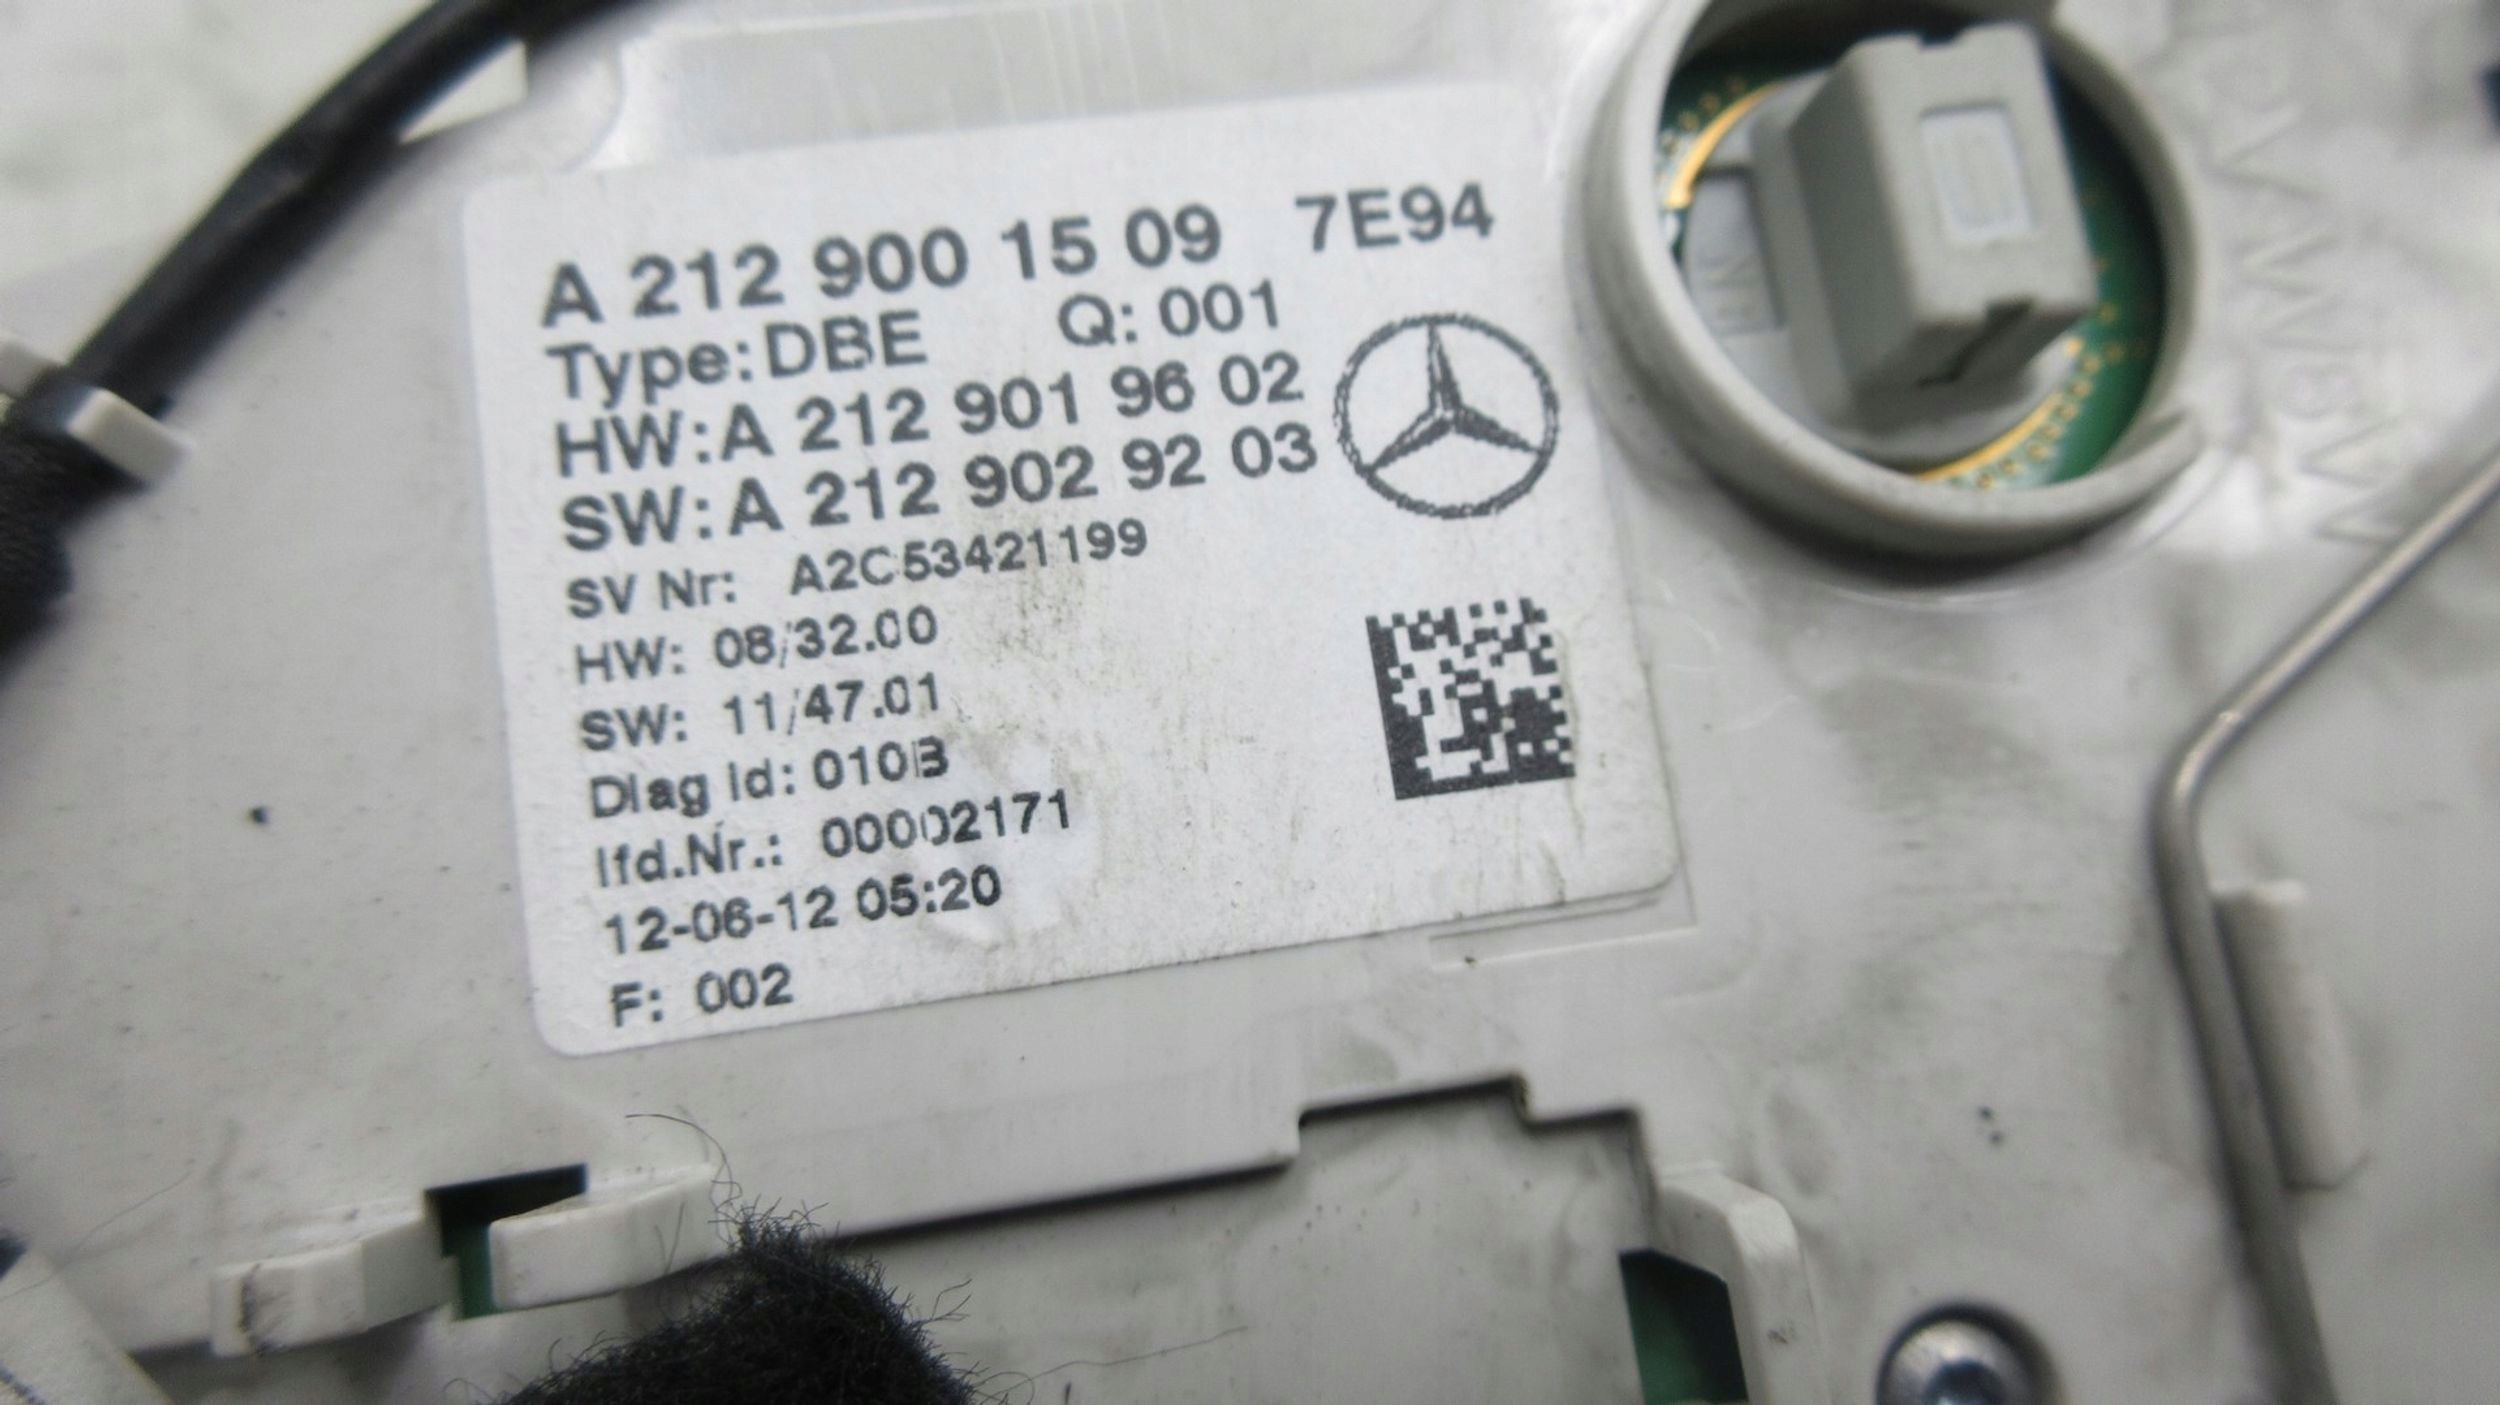 A 212 900 15 09 7E94
Type:DBE Q: 001
HW:A 212 901 96 02
SW:A 212 902 92 03
SV Nr: A2C53421199
HW: 08/32.00
SW: 11/47.01
Diag Id: 010B
lfd.Nr.: 00002171
12-06-12 05:20
F: 002